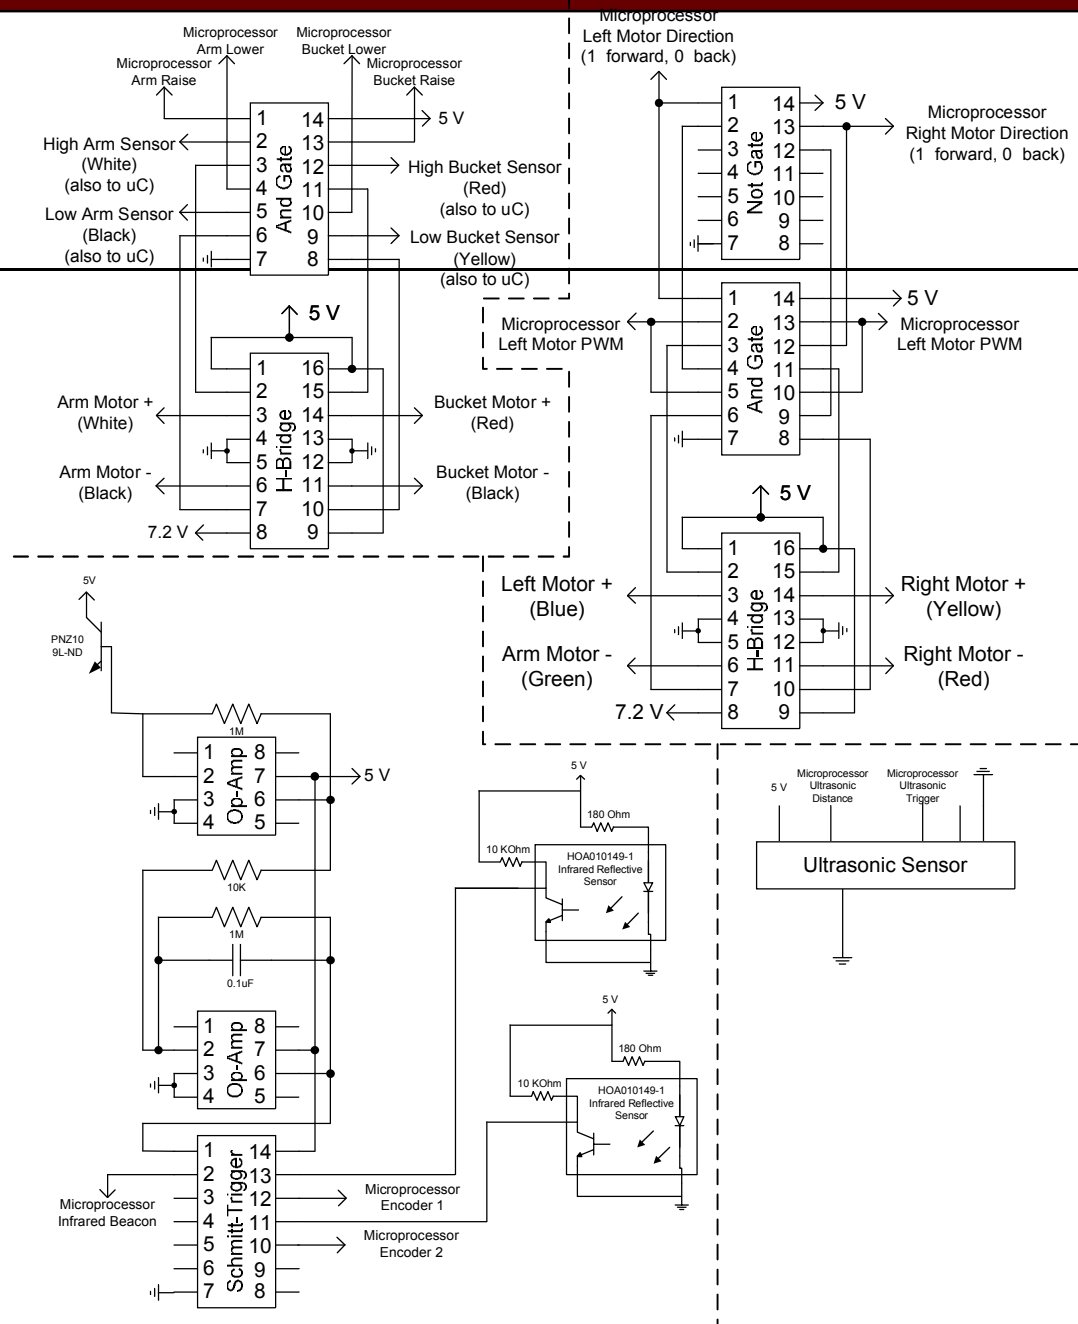 Microprocessor
Arm Lower
Microprocessor
Bucket Lower
Microprocessor
Arm Raise
Microprocessor
Bucket Raise
1 14 5 V
2 13
3 12
4 11
5 10
6 9
7 8
And Gate
High Arm Sensor
(White)
(also to uC)
Low Arm Sensor
(Black)
(also to uC)
High Bucket Sensor
(Red)
(also to uC)
Low Bucket Sensor
(Yellow)
(also to uC)
5 V
1 16
2 15
3 14
4 13
5 12
6 11
7 10
8 9
H-Bridge
Arm Motor +
(White)
Arm Motor -
(Black)
7.2 V
Bucket Motor +
(Red)
Bucket Motor -
(Black)
Microprocessor
Left Motor Direction
(1 forward, 0 back)
1 14 5 V
2 13
3 12
4 11
5 10
6 9
7 8
Not Gate
Microprocessor
Right Motor Direction
(1 forward, 0 back)
1 14 5 V
2 13
3 12
4 11
5 10
6 9
7 8
And Gate
Microprocessor
Left Motor PWM
Microprocessor
Left Motor PWM
5 V
1 16
2 15
3 14
4 13
5 12
6 11
7 10
8 9
H-Bridge
Left Motor +
(Blue)
Arm Motor -
(Green)
7.2 V
Right Motor +
(Yellow)
Right Motor -
(Red)
5V
PNZ10
9L-ND
1M
1 8
2 7 5 V
3 6
4 5
Op-Amp
10K
1M
0.1uF
1 8
2 7
3 6
4 5
Op-Amp
1 14
2 13
3 12
4 11
5 10
6 9
7 8
Schmitt-Trigger
Microprocessor
Infrared Beacon
Microprocessor
Encoder 1
Microprocessor
Encoder 2
5 V
180 Ohm
10 KOhm
HOA010149-1
Infrared Reflective
Sensor
5 V
180 Ohm
10 KOhm
HOA010149-1
Infrared Reflective
Sensor
5 V
Microprocessor
Ultrasonic
Distance
Microprocessor
Ultrasonic
Trigger
Ultrasonic Sensor